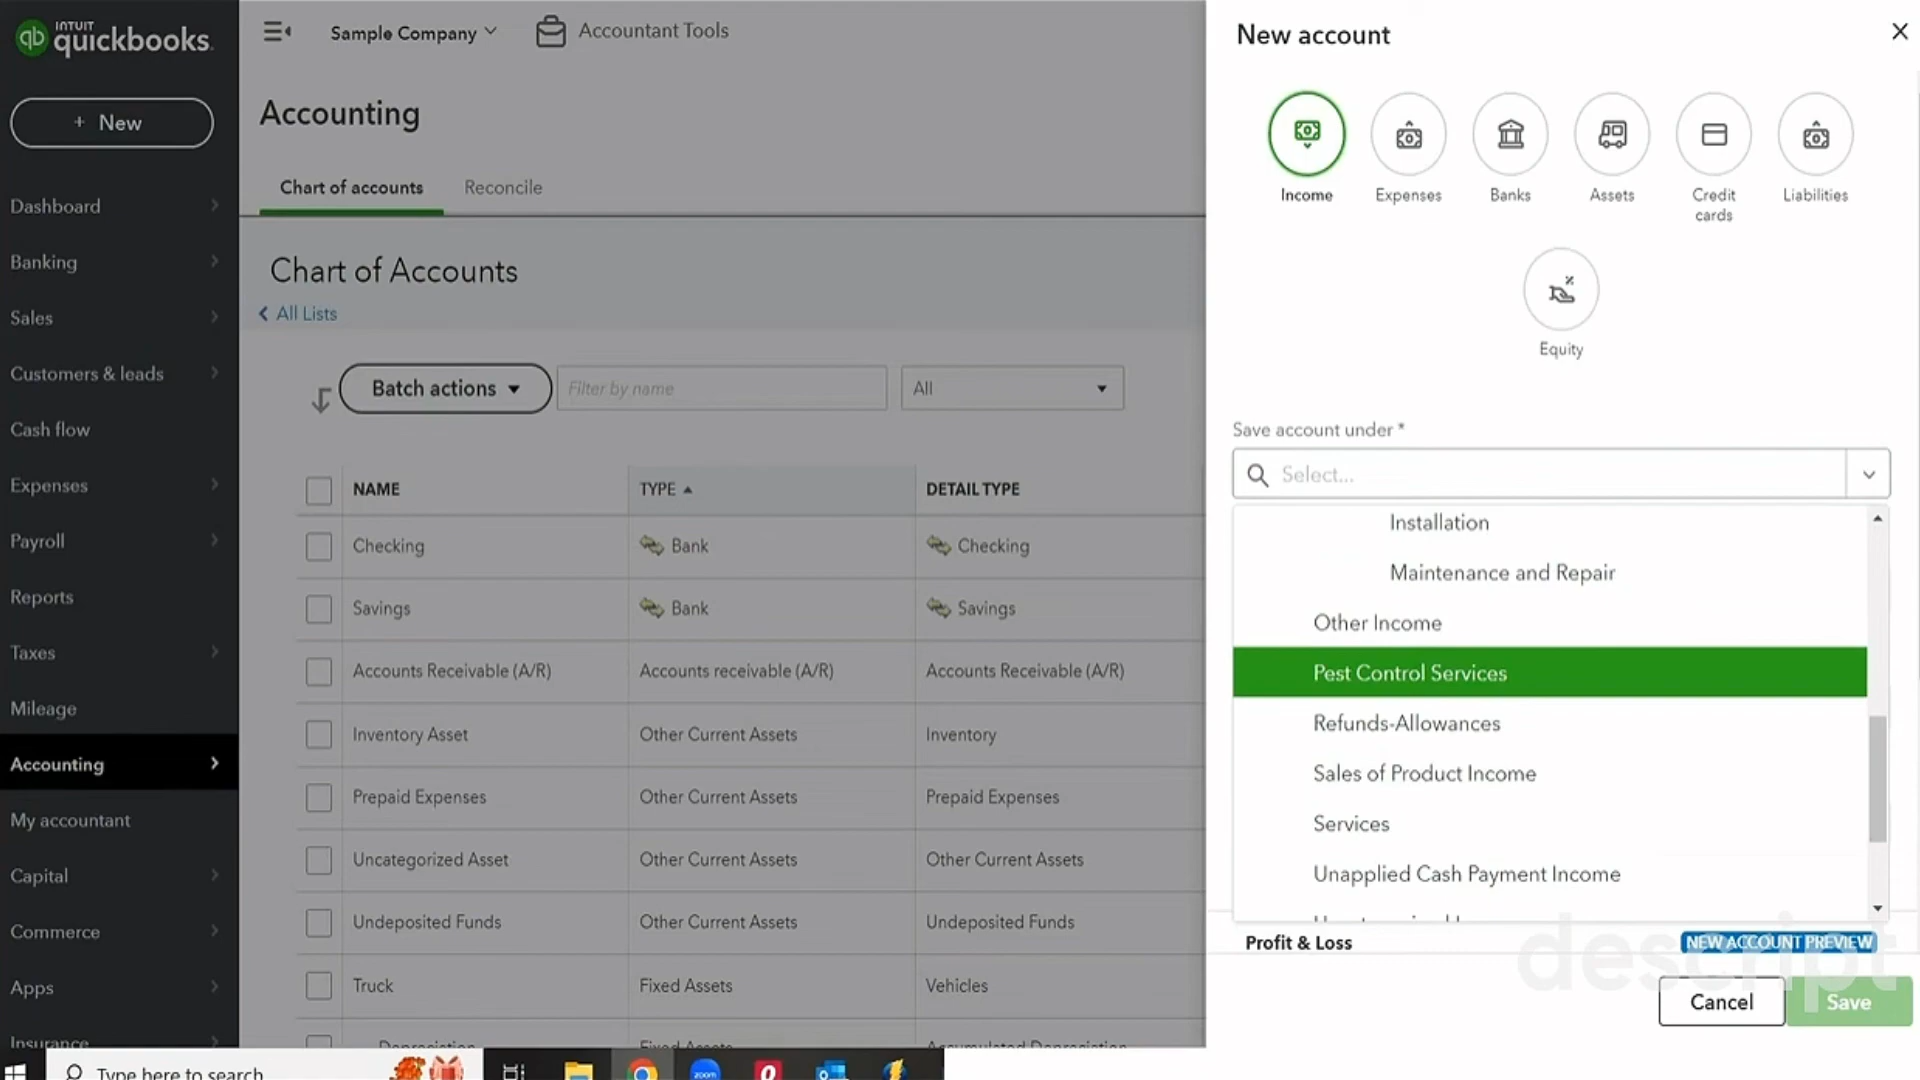 INTUIT
quickbooks.
Sample Company
Accountant Tools
+ New
Dashboard
Banking
Sales
Customers & leads
Cash flow
Expenses
Payroll
Reports
Taxes
Mileage
Accounting
My accountant
Capital
Commerce
Apps
Insurance
Accounting
Chart of accounts
Reconcile
Chart of Accounts
All Lists
Batch actions
Filter by name
All
NAME TYPE DETAIL TYPE
Checking Bank Checking
Savings Bank Savings
Accounts Receivable (A/R) Accounts receivable (A/R) Accounts Receivable (A/R)
Inventory Asset Other Current Assets Inventory
Prepaid Expenses Other Current Assets Prepaid Expenses
Uncategorized Asset Other Current Assets Other Current Assets
Undeposited Funds Other Current Assets Undeposited Funds
Truck Fixed Assets Vehicles
Depreciation Fixed Assets Accumulated Depreciation
New account
Income
Expenses
Banks
Assets
Credit
cards
Liabilities
Equity
Save account under *
Select...
Installation
Maintenance and Repair
Other Income
Pest Control Services
Refunds-Allowances
Sales of Product Income
Services
Unapplied Cash Payment Income
Profit & Loss
NEW ACCOUNT PREVIEW
descript
Cancel
Save
Type here to search
zoom